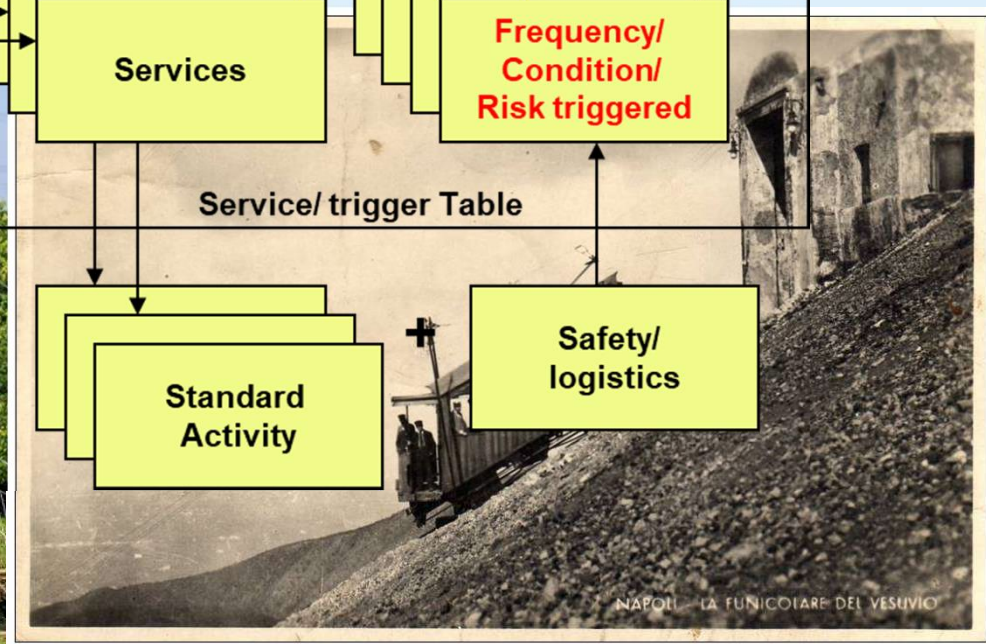 Services
Frequency/
Condition/
Risk triggered
Service/ trigger Table
+
Standard
Activity
Safety/
logistics
NAPOLI - LA FUNICOLARE DEL VESUVIO